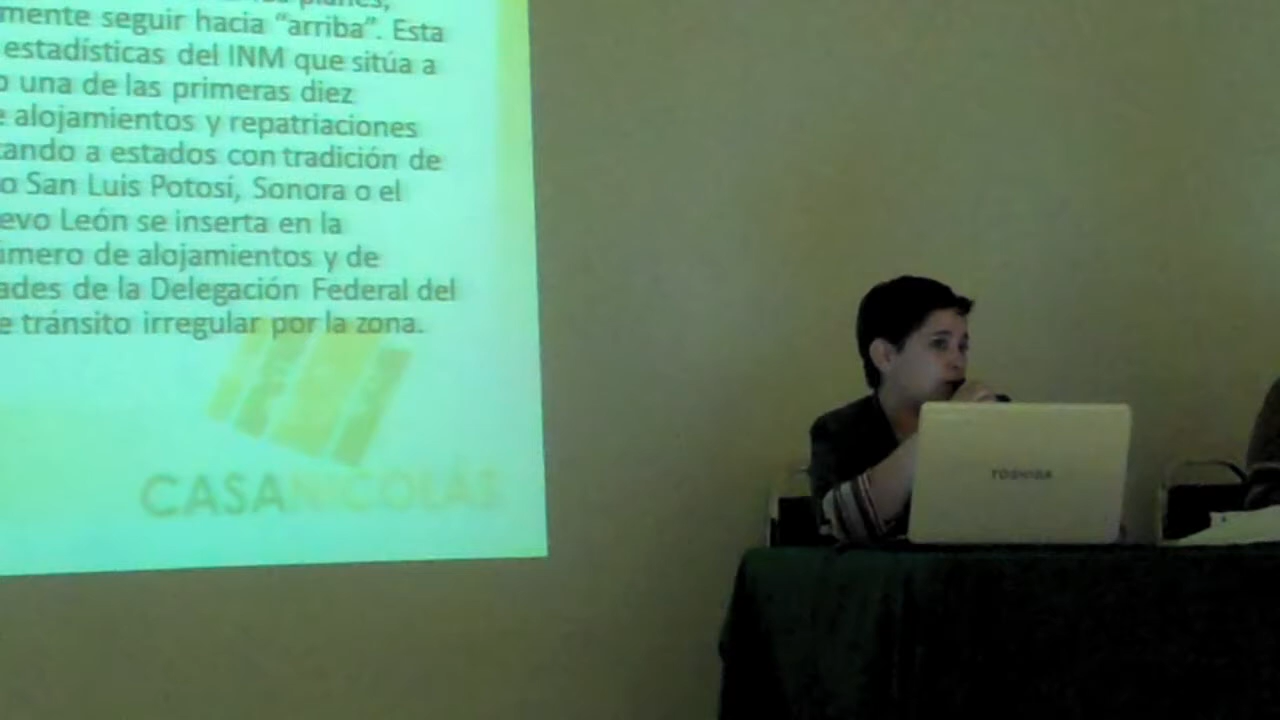 planes,
mente seguir hacia “arriba”. Esta
estadísticas del INM que sitúa a
o una de las primeras diez
e alojamientos y repatriaciones
tando a estados con tradición de
o San Luis Potosí, Sonora o el
evo León se inserta en la
úmero de alojamientos y de
ades de la Delegación Federal del
e tránsito irregular por la zona.
CASANICOLÁS
TOSHIBA